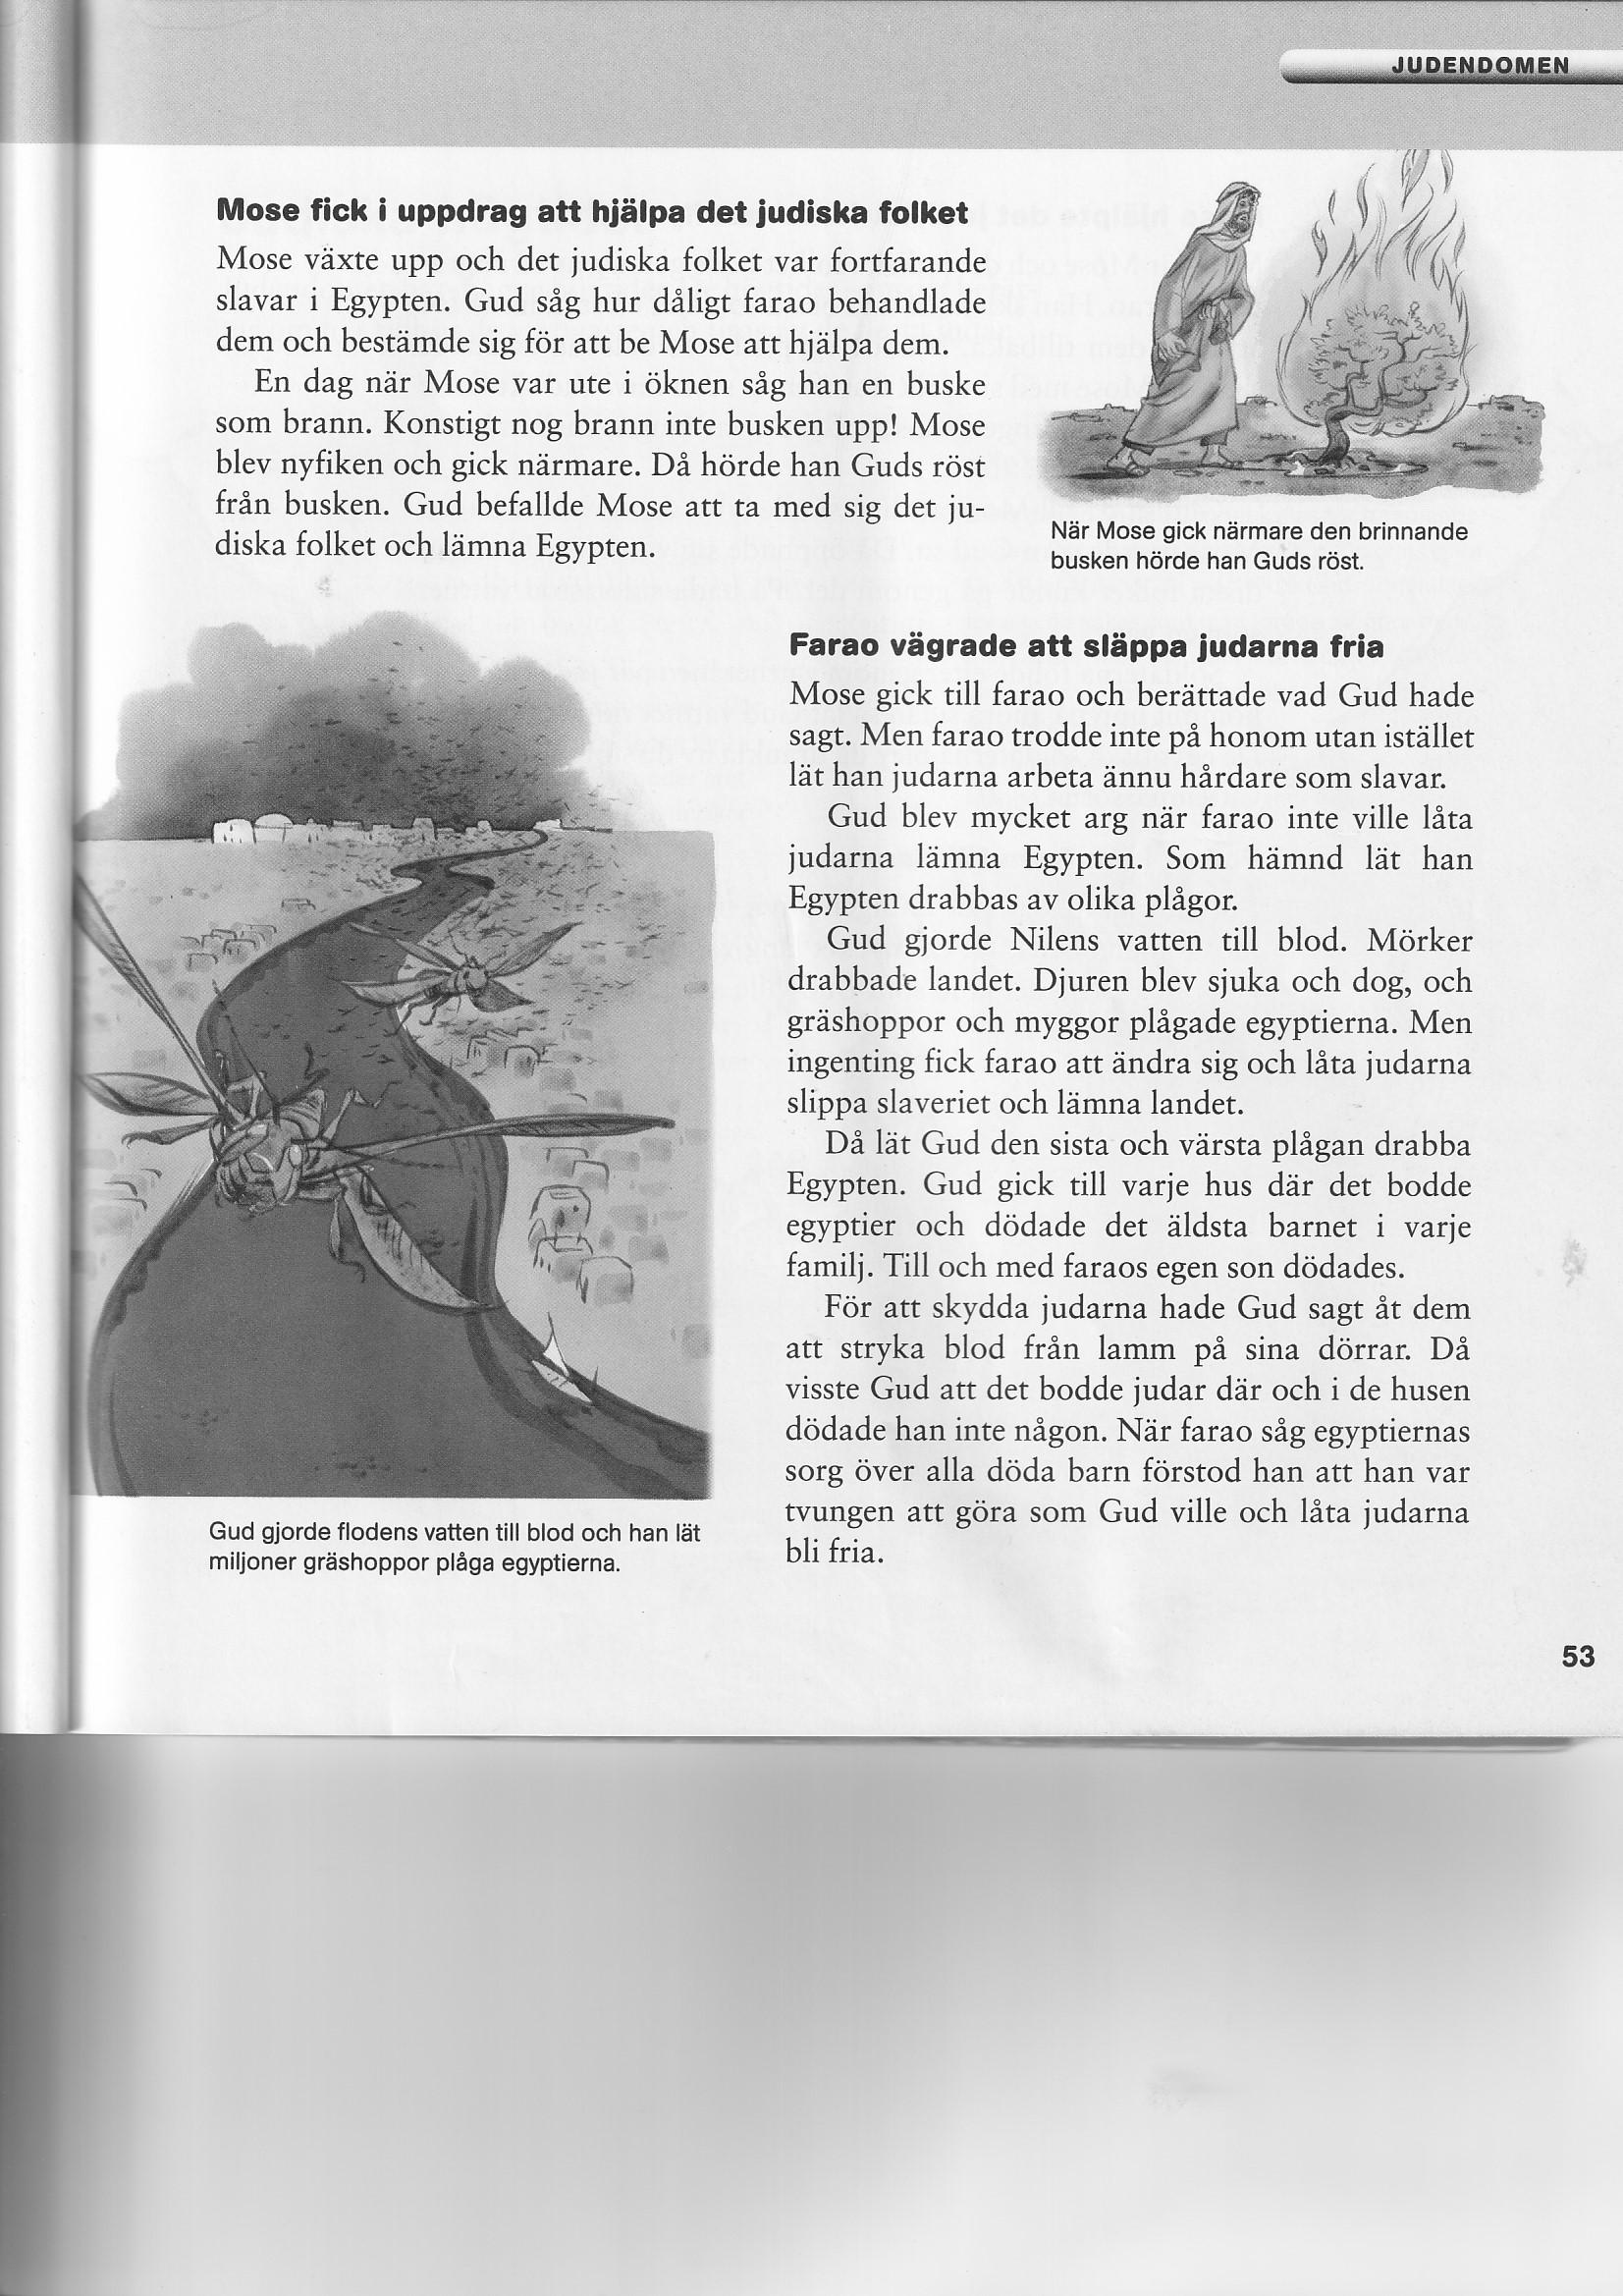 JUDENDOMEN
Mose fick i uppdrag att hjälpa det judiska folket
Mose växte upp och det judiska folket var fortfarande
slavar i Egypten. Gud såg hur dåligt farao behandlade
dem och bestämde sig för att be Mose att hjälpa dem.
En dag när Mose var ute i öknen såg han en buske
som brann. Konstigt nog brann inte busken upp! Mose
blev nyfiken och gick närmare. Då hörde han Guds röst
från busken. Gud befallde Mose att ta med sig det ju-
diska folket och lämna Egypten.
När Mose gick närmare den brinnande
busken hörde han Guds röst.
Farao vägrade att släppa judarna fria
Mose gick till farao och berättade vad Gud hade
sagt. Men farao trodde inte på honom utan istället
lät han judarna arbeta ännu hårdare som slavar.
Gud blev mycket arg när farao inte ville låta
judarna lämna Egypten. Som hämnd lät han
Egypten drabbas av olika plågor.
Gud gjorde Nilens vatten till blod. Mörker
drabbade landet. Djuren blev sjuka och dog, och
gräshoppor och myggor plågade egyptierna. Men
ingenting fick farao att ändra sig och låta judarna
slippa slaveriet och lämna landet.
Då lät Gud den sista och värsta plågan drabba
Egypten. Gud gick till varje hus där det bodde
egyptier och dödade det äldsta barnet i varje
familj. Till och med faraos egen son dödades.
För att skydda judarna hade Gud sagt åt dem
att stryka blod från lamm på sina dörrar. Då
visste Gud att det bodde judar där och i de husen
dödade han inte någon. När farao såg egyptiernas
sorg över alla döda barn förstod han att han var
tvungen att göra som Gud ville och låta judarna
bli fria.
Gud gjorde flodens vatten till blod och han lät
miljoner gräshoppor plåga egyptierna.
53